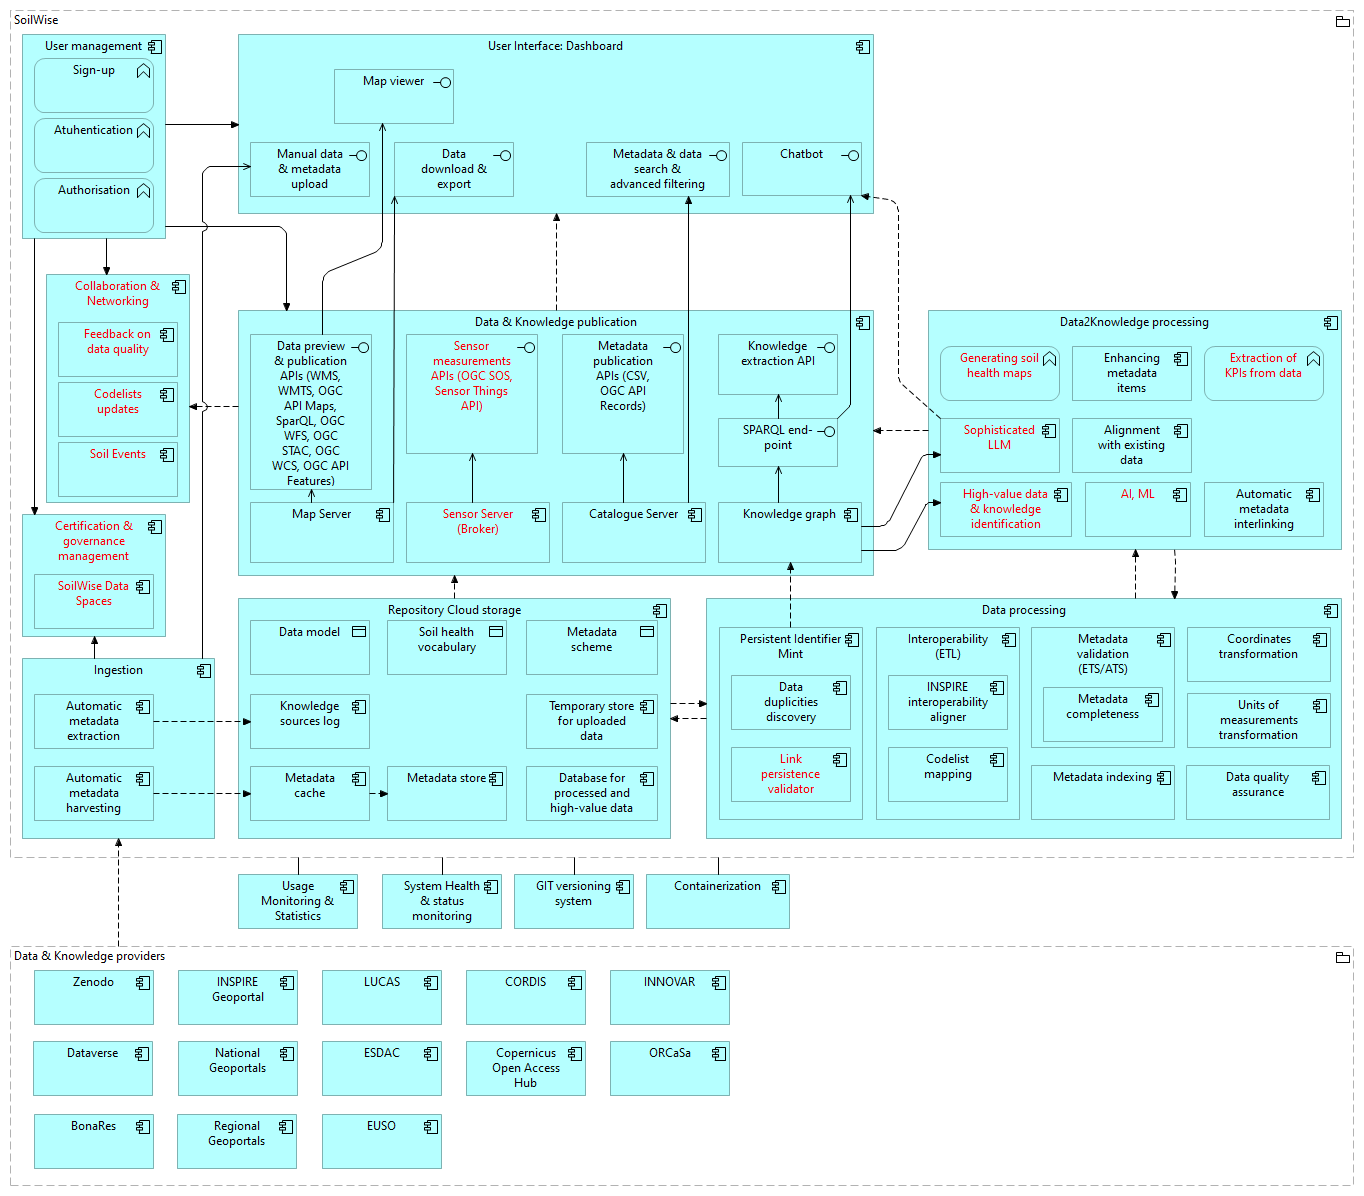 SoilWise
User management
Sign-up
Atuhentication
Authorisation
User Interface: Dashboard
Map viewer
Manual data
& metadata
upload
Data
download &
export
Metadata & data
search &
advanced filtering
Chatbot
Collaboration &
Networking
Feedback on
data quality
Codelists
updates
Soil Events
Data & Knowledge publication
Data preview
& publication
APIs (WMS,
WMTS, OGC
API Maps,
SparQL, OGC
WFS, OGC
STAC, OGC
WCS, OGC API
Features)
Sensor
measurements
APIs (OGC SOS,
Sensor Things
API)
Metadata
publication
APIs (CSV,
OGC API
Records)
Knowledge
extraction API
SPARQL end-
point
Map Server
Sensor Server
(Broker)
Catalogue Server
Knowledge graph
Data2Knowledge processing
Generating soil
health maps
Enhancing
metadata
items
Extraction of
KPIs from data
Sophisticated
LLM
Alignment
with existing
data
High-value data
& knowledge
identification
AI, ML
Automatic
metadata
interlinking
Certification &
governance
management
SoilWise Data
Spaces
Ingestion
Automatic
metadata
extraction
Automatic
metadata
harvesting
Repository Cloud storage
Data model
Soil health
vocabulary
Metadata
scheme
Knowledge
sources log
Temporary store
for uploaded
data
Metadata
cache
Metadata store
Database for
processed and
high-value data
Data processing
Persistent Identifier
Mint
Data
duplicities
discovery
Link
persistence
validator
Interoperability
(ETL)
INSPIRE
interoperability
aligner
Codelist
mapping
Metadata
validation
(ETS/ATS)
Metadata
completeness
Metadata indexing
Coordinates
transformation
Units of
measurements
transformation
Data quality
assurance
Usage
Monitoring &
Statistics
System Health
& status
monitoring
GIT versioning
system
Containerization
Data & Knowledge providers
Zenodo
INSPIRE
Geoportal
LUCAS
CORDIS
INNOVAR
Dataverse
National
Geoportals
ESDAC
Copernicus
Open Access
Hub
ORCaSa
BonaRes
Regional
Geoportals
EUSO